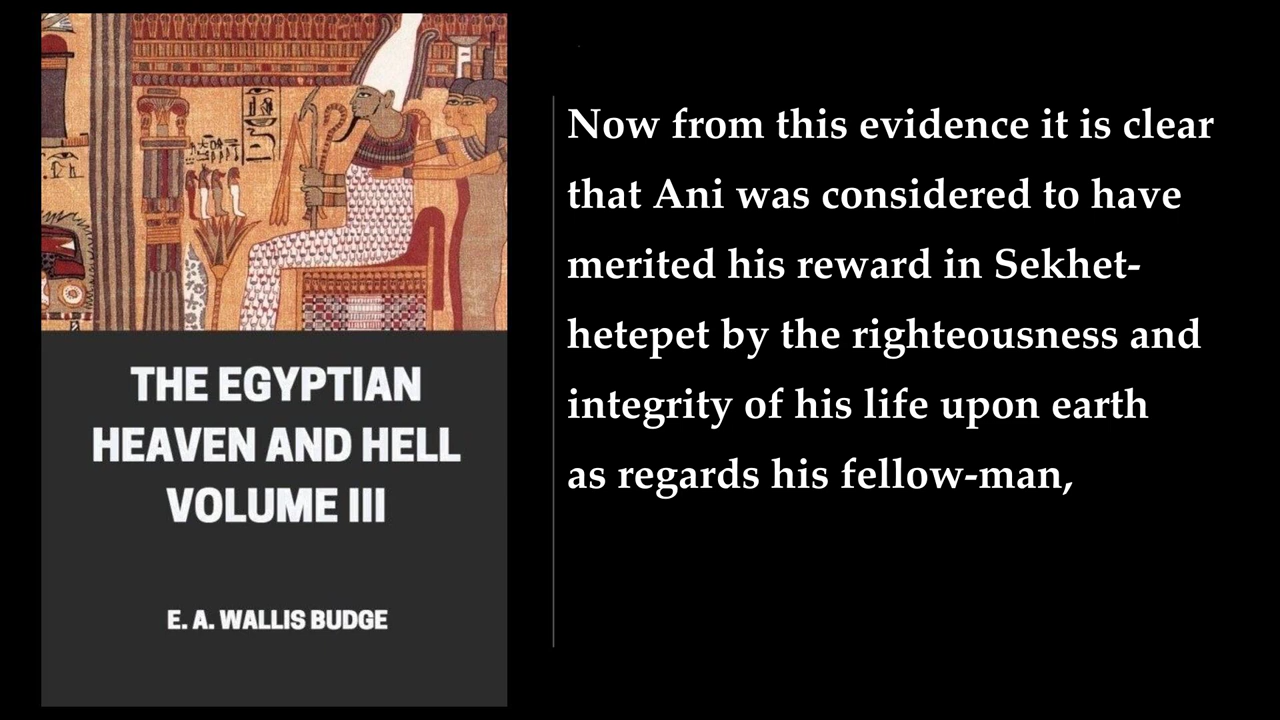 THE EGYPTIAN
HEAVEN AND HELL
VOLUME III
E. A. WALLIS BUDGE
Now from this evidence it is clear
that Ani was considered to have
merited his reward in Sekhet-
hetepet by the righteousness and
integrity of his life upon earth
as regards his fellow-man,